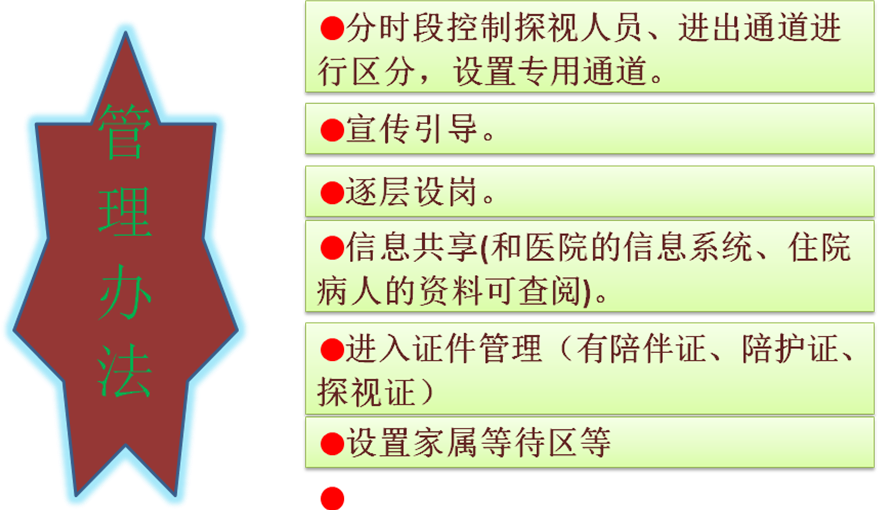 管
理
办
法
●分时段控制探视人员、进出通道进
行区分，设置专用通道。
●宣传引导。
●逐层设岗。
●信息共享(和医院的信息系统、住院
病人的资料可查阅)。
●进入证件管理（有陪伴证、陪护证、
探视证）
●设置家属等待区等
●